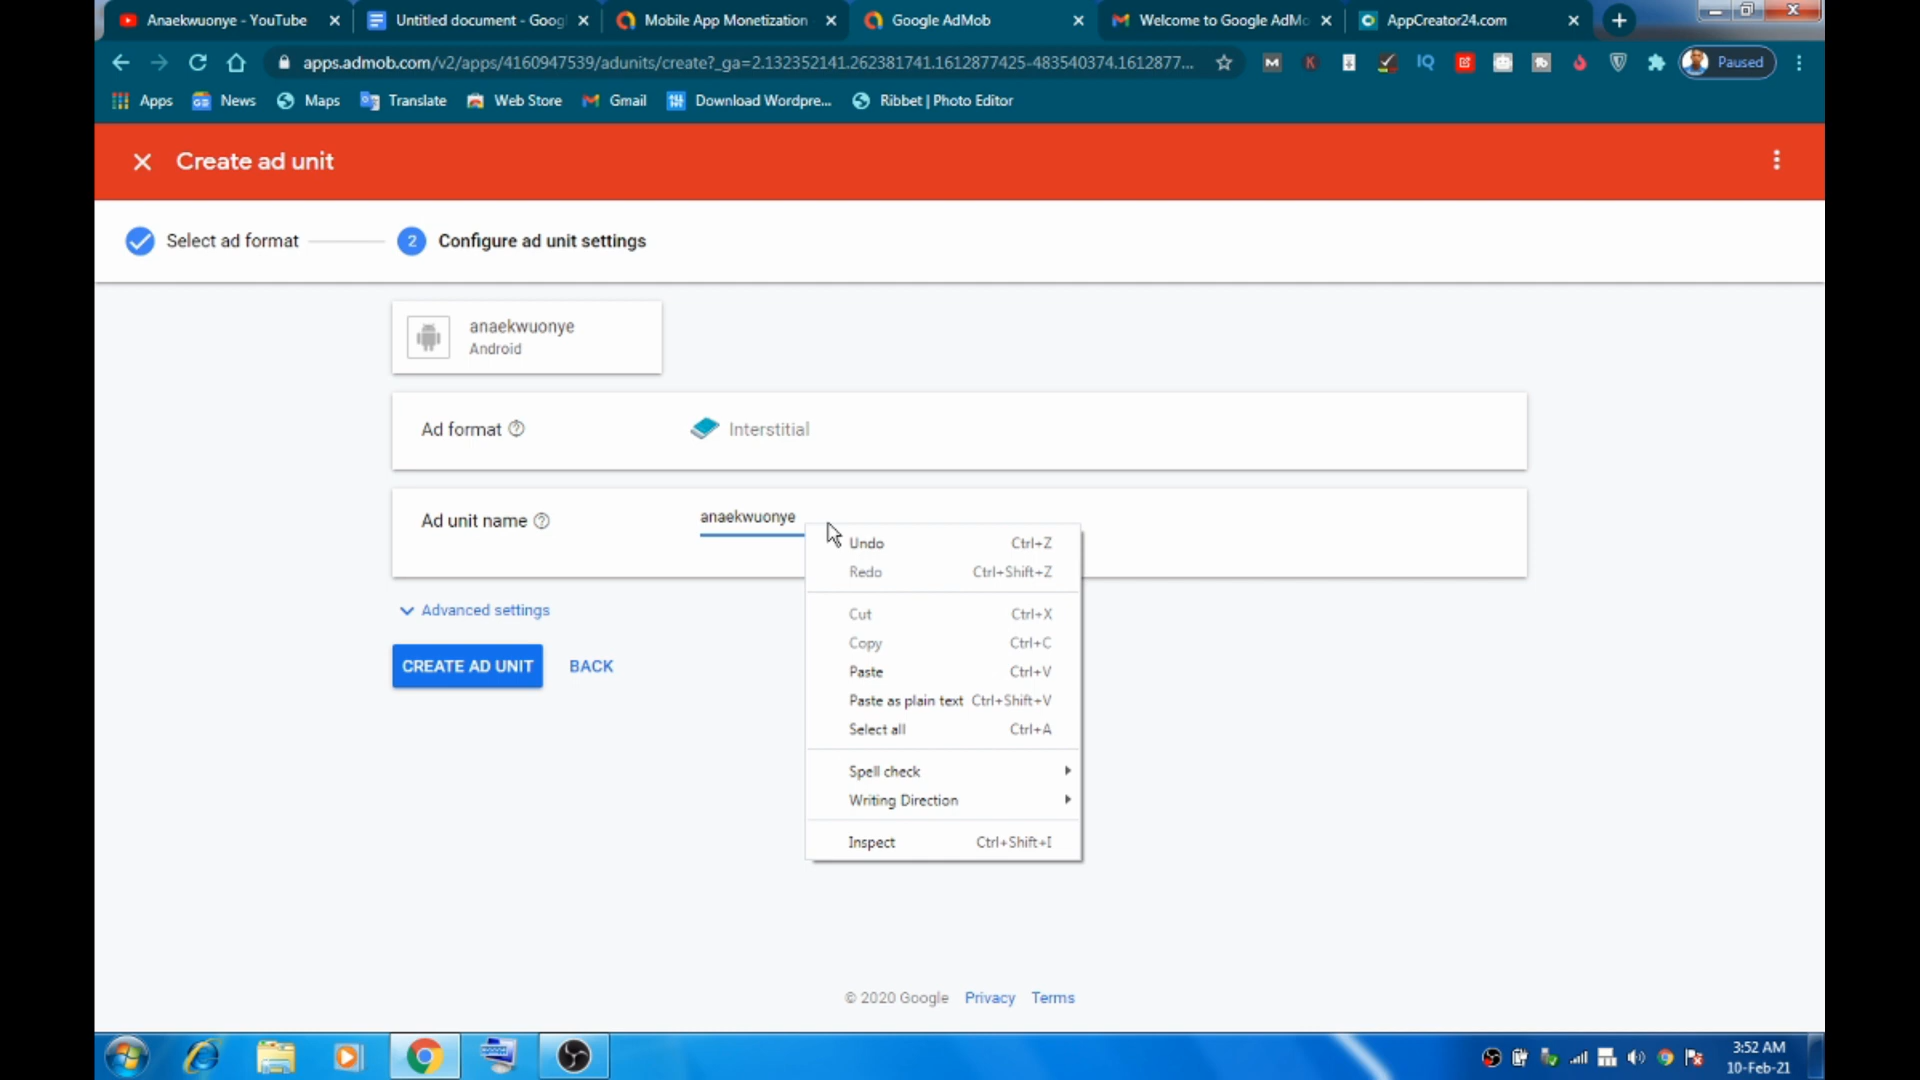 Anaekwuonye - YouTube
Untitled document - Goog
Mobile App Monetization
Google AdMob
Welcome to Google AdMo
AppCreator24.com
apps.admob.com/v2/apps/4160947539/adunits/create?_ga=2.132352141.262381741.1612877425-483540374.1612877...
IQ
Paused
Apps
News
Maps
Translate
Web Store
Gmail
Download Wordpre...
Ribbet | Photo Editor
Create ad unit
Select ad format
2
Configure ad unit settings
anaekwuonye
Android
Ad format
Interstitial
Ad unit name
anaekwuonye
Undo Ctrl+Z
Redo Ctrl+Shift+Z
Cut Ctrl+X
Copy Ctrl+C
Paste Ctrl+V
Paste as plain text Ctrl+Shift+V
Select all Ctrl+A
Spell check
Writing Direction
Inspect Ctrl+Shift+I
Advanced settings
CREATE AD UNIT
BACK
© 2020 Google Privacy Terms
3:52 AM
10-Feb-21